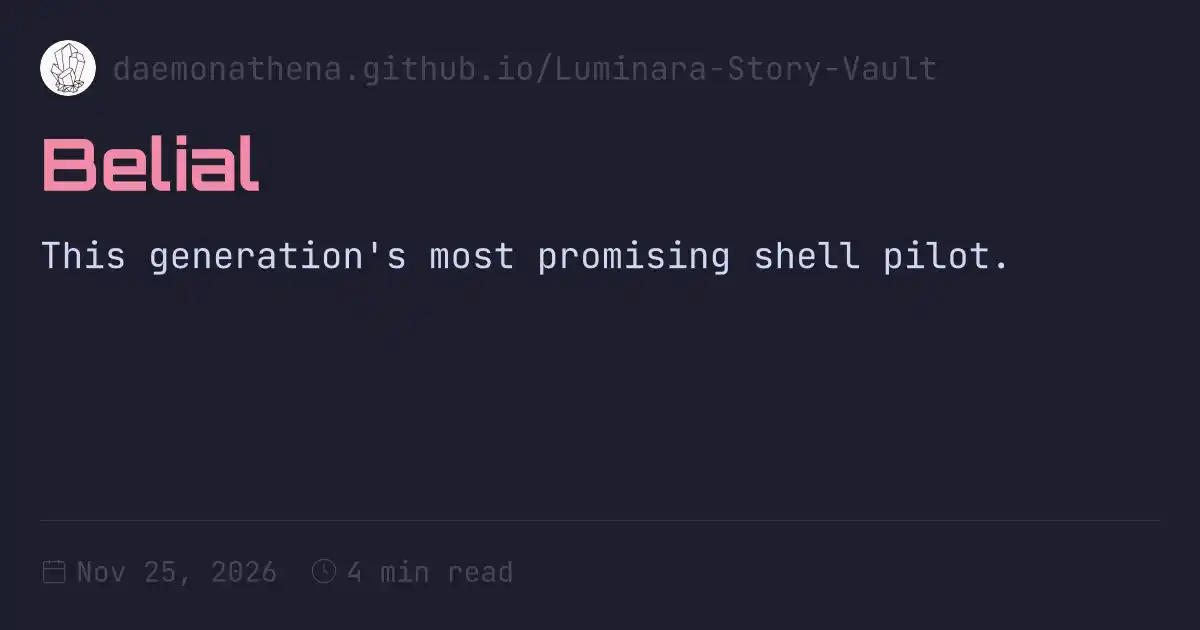 daemonathena.github.io/Luminara-Story-Vault
Belial
This generation's most promising shell pilot.
Nov 25, 2026 4 min read